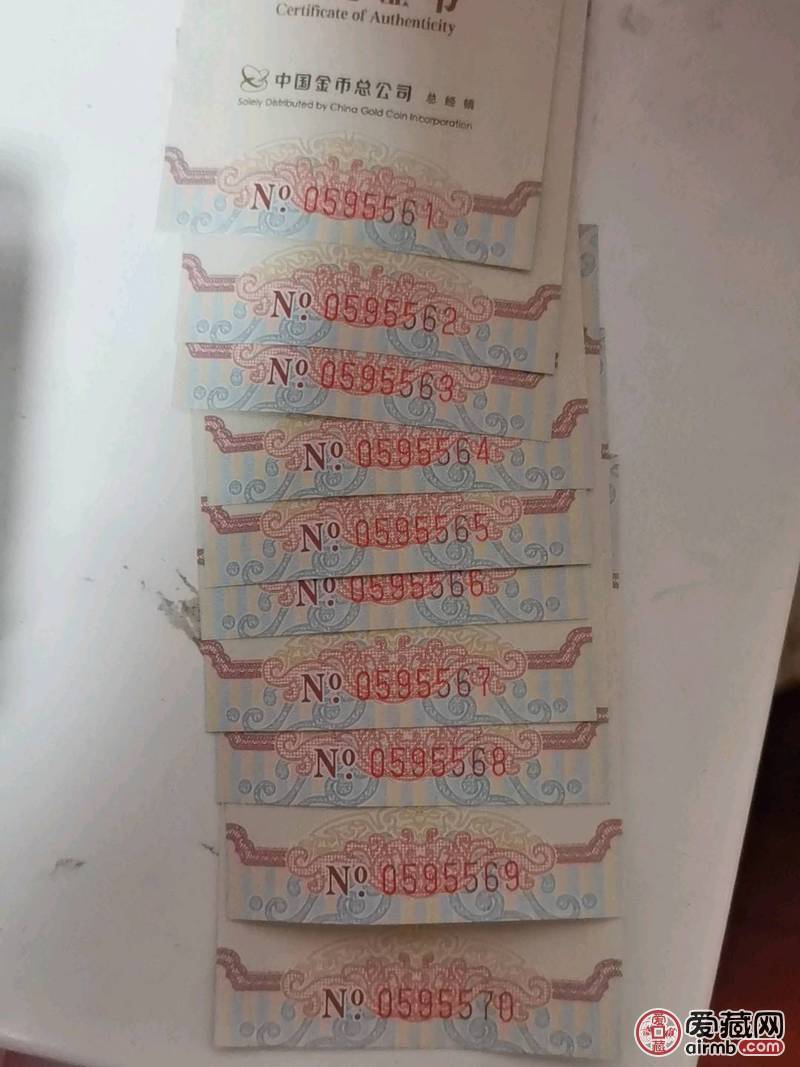 Certificate of Authenticity
中国金币总公司 总经销
Solely Distributed by China Gold Coin Incorporation
Nº 0595561
Nº 0595562
Nº 0595563
Nº 0595564
Nº 0595565
Nº 0595566
Nº 0595567
Nº 0595568
Nº 0595569
Nº 0595570
爱藏网
airmb.com